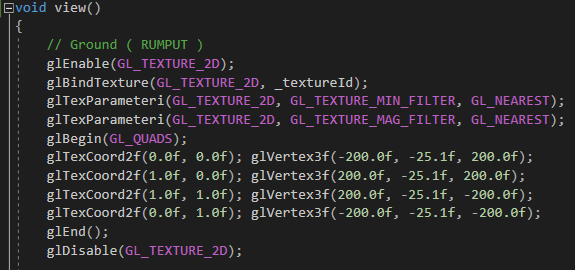 void view()
{
// Ground ( RUMPUT )
glEnable(GL_TEXTURE_2D);
glBindTexture(GL_TEXTURE_2D, _textureId);
glTexParameteri(GL_TEXTURE_2D, GL_TEXTURE_MIN_FILTER, GL_NEAREST);
glTexParameteri(GL_TEXTURE_2D, GL_TEXTURE_MAG_FILTER, GL_NEAREST);
glBegin(GL_QUADS);
glTexCoord2f(0.0f, 0.0f); glVertex3f(-200.0f, -25.1f, 200.0f);
glTexCoord2f(1.0f, 0.0f); glVertex3f(200.0f, -25.1f, 200.0f);
glTexCoord2f(1.0f, 1.0f); glVertex3f(200.0f, -25.1f, -200.0f);
glTexCoord2f(0.0f, 1.0f); glVertex3f(-200.0f, -25.1f, -200.0f);
glEnd();
glDisable(GL_TEXTURE_2D);